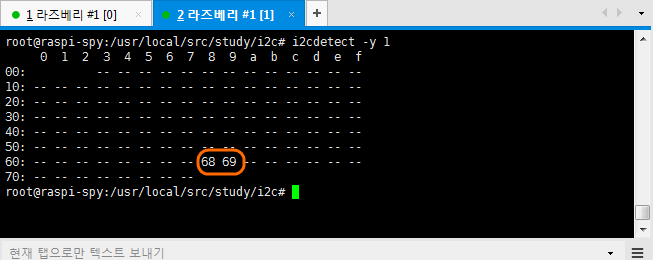 1 라즈베리 #1 [0] × 2 라즈베리 #1 [1] × +
root@raspi-spy:/usr/local/src/study/i2c# i2cdetect -y 1
     0  1  2  3  4  5  6  7  8  9  a  b  c  d  e  f
00:          -- -- -- -- -- -- -- -- -- -- -- -- --
10: -- -- -- -- -- -- -- -- -- -- -- -- -- -- -- --
20: -- -- -- -- -- -- -- -- -- -- -- -- -- -- -- --
30: -- -- -- -- -- -- -- -- -- -- -- -- -- -- -- --
40: -- -- -- -- -- -- -- -- -- -- -- -- -- -- -- --
50: -- -- -- -- -- -- -- -- -- -- -- -- -- -- -- --
60: -- -- -- -- -- -- -- -- 68 69 -- -- -- -- -- --
70: -- -- -- -- -- -- -- --
root@raspi-spy:/usr/local/src/study/i2c#
현재 탭으로만 텍스트 보내기